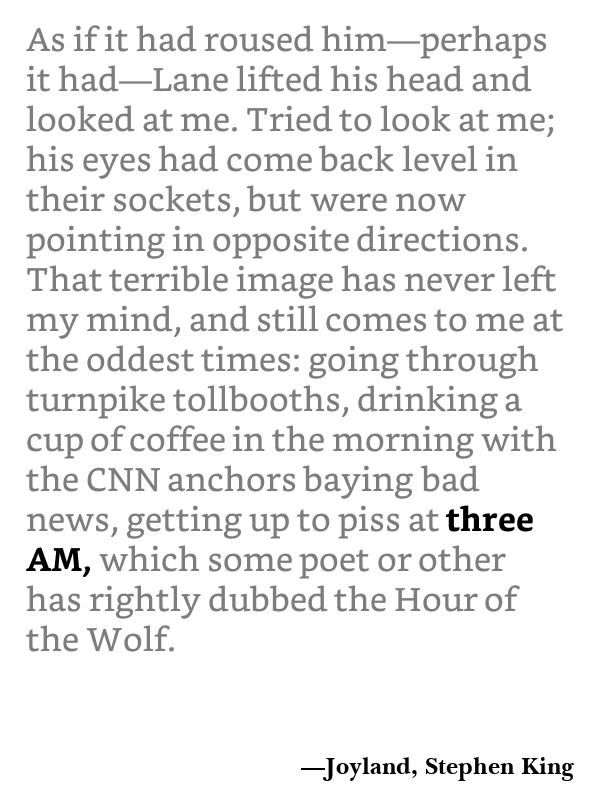 As if it had roused him—perhaps
it had—Lane lifted his head and
looked at me. Tried to look at me;
his eyes had come back level in
their sockets, but were now
pointing in opposite directions.
That terrible image has never left
my mind, and still comes to me at
the oddest times: going through
turnpike tollbooths, drinking a
cup of coffee in the morning with
the CNN anchors baying bad
news, getting up to piss at three
AM, which some poet or other
has rightly dubbed the Hour of
the Wolf.
—Joyland, Stephen King